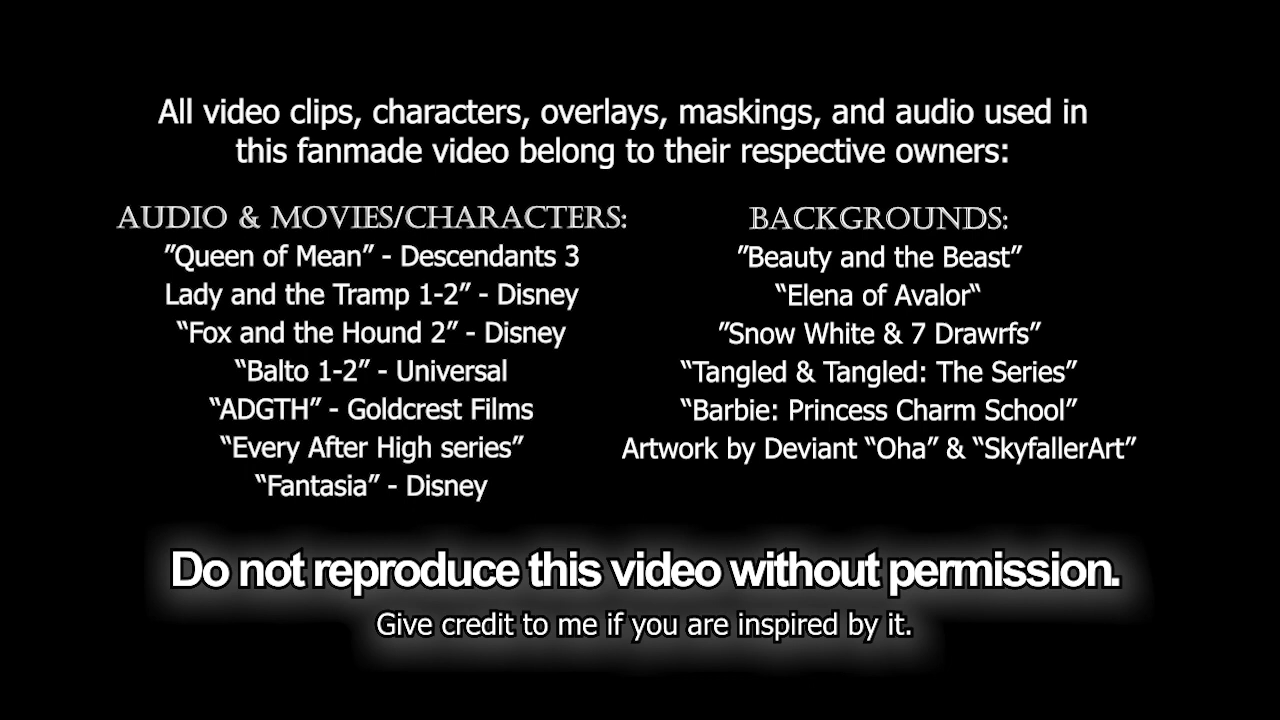 All video clips, characters, overlays, maskings, and audio used in
this fanmade video belong to their respective owners:
AUDIO & MOVIES/CHARACTERS:
”Queen of Mean” - Descendants 3
Lady and the Tramp 1-2” - Disney
“Fox and the Hound 2” - Disney
“Balto 1-2” - Universal
“ADGTH” - Goldcrest Films
“Every After High series”
“Fantasia” - Disney
BACKGROUNDS:
”Beauty and the Beast”
“Elena of Avalor“
”Snow White & 7 Drawrfs”
“Tangled & Tangled: The Series”
“Barbie: Princess Charm School”
Artwork by Deviant “Oha” & “SkyfallerArt”
Do not reproduce this video without permission.
Give credit to me if you are inspired by it.